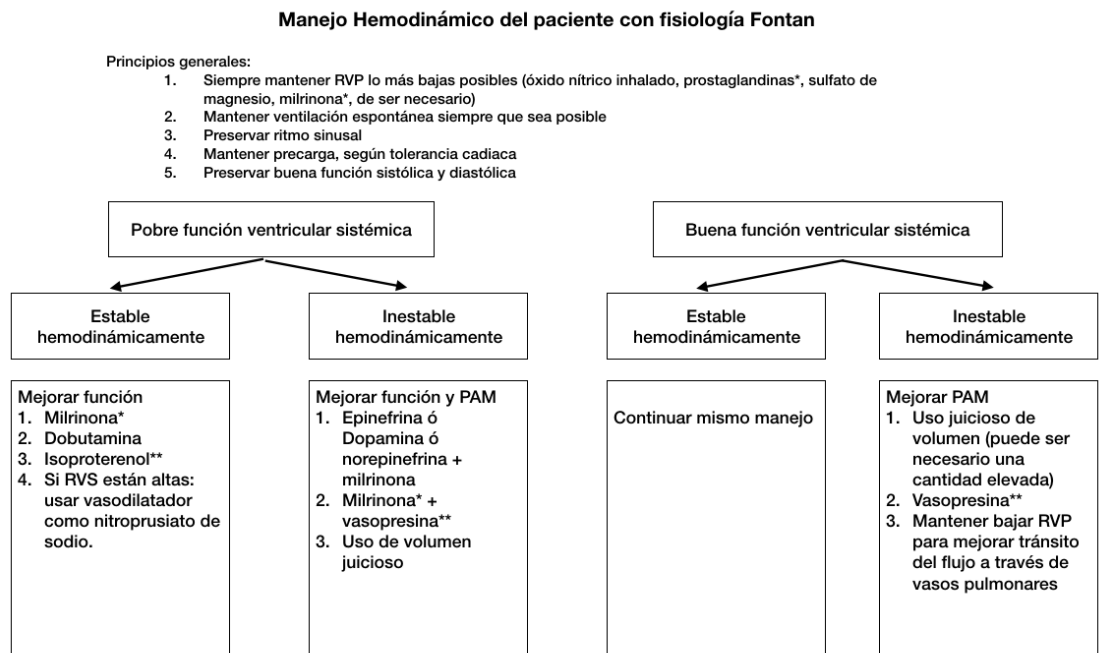 Manejo Hemodinámico del paciente con fisiología Fontan
Principios generales:
1. Siempre mantener RVP lo más bajas posibles (óxido nítrico inhalado, prostaglandinas*, sulfato de
magnesio, milrinona*, de ser necesario)
2. Mantener ventilación espontánea siempre que sea posible
3. Preservar ritmo sinusal
4. Mantener precarga, según tolerancia cadiaca
5. Preservar buena función sistólica y diastólica
Pobre función ventricular sistémica
Buena función ventricular sistémica
Estable
hemodinámicamente
Inestable
hemodinámicamente
Estable
hemodinámicamente
Inestable
hemodinámicamente
Mejorar función
1. Milrinona*
2. Dobutamina
3. Isoproterenol**
4. Si RVS están altas:
usar vasodilatador
como nitroprusiato de
sodio.
Mejorar función y PAM
1. Epinefrina ó
Dopamina ó
norepinefrina +
milrinona
2. Milrinona* +
vasopresina**
3. Uso de volumen
juicioso
Continuar mismo manejo
Mejorar PAM
1. Uso juicioso de
volumen (puede ser
necesario una
cantidad elevada)
2. Vasopresina**
3. Mantener bajar RVP
para mejorar tránsito
del flujo a través de
vasos pulmonares